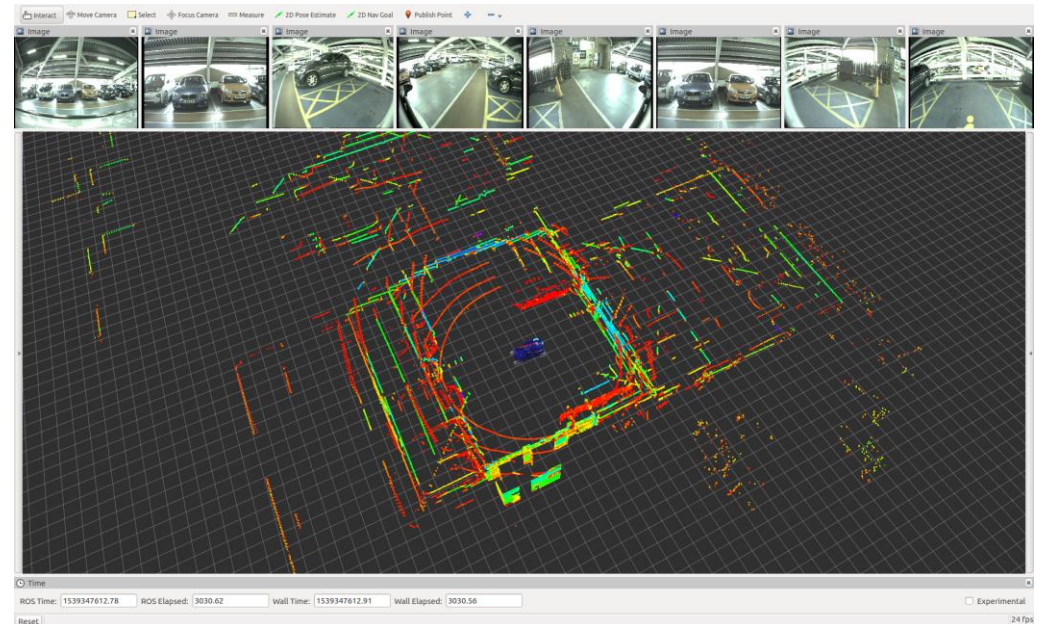 Interact Move Camera Select Focus Camera Measure 2D Pose Estimate 2D Nav Goal Publish Point
Image Image Image Image Image Image Image Image
Time
ROS Time: 1539347612.78 ROS Elapsed: 3030.62 Wall Time: 1539347612.91 Wall Elapsed: 3030.56 Experimental
Reset 24 fps